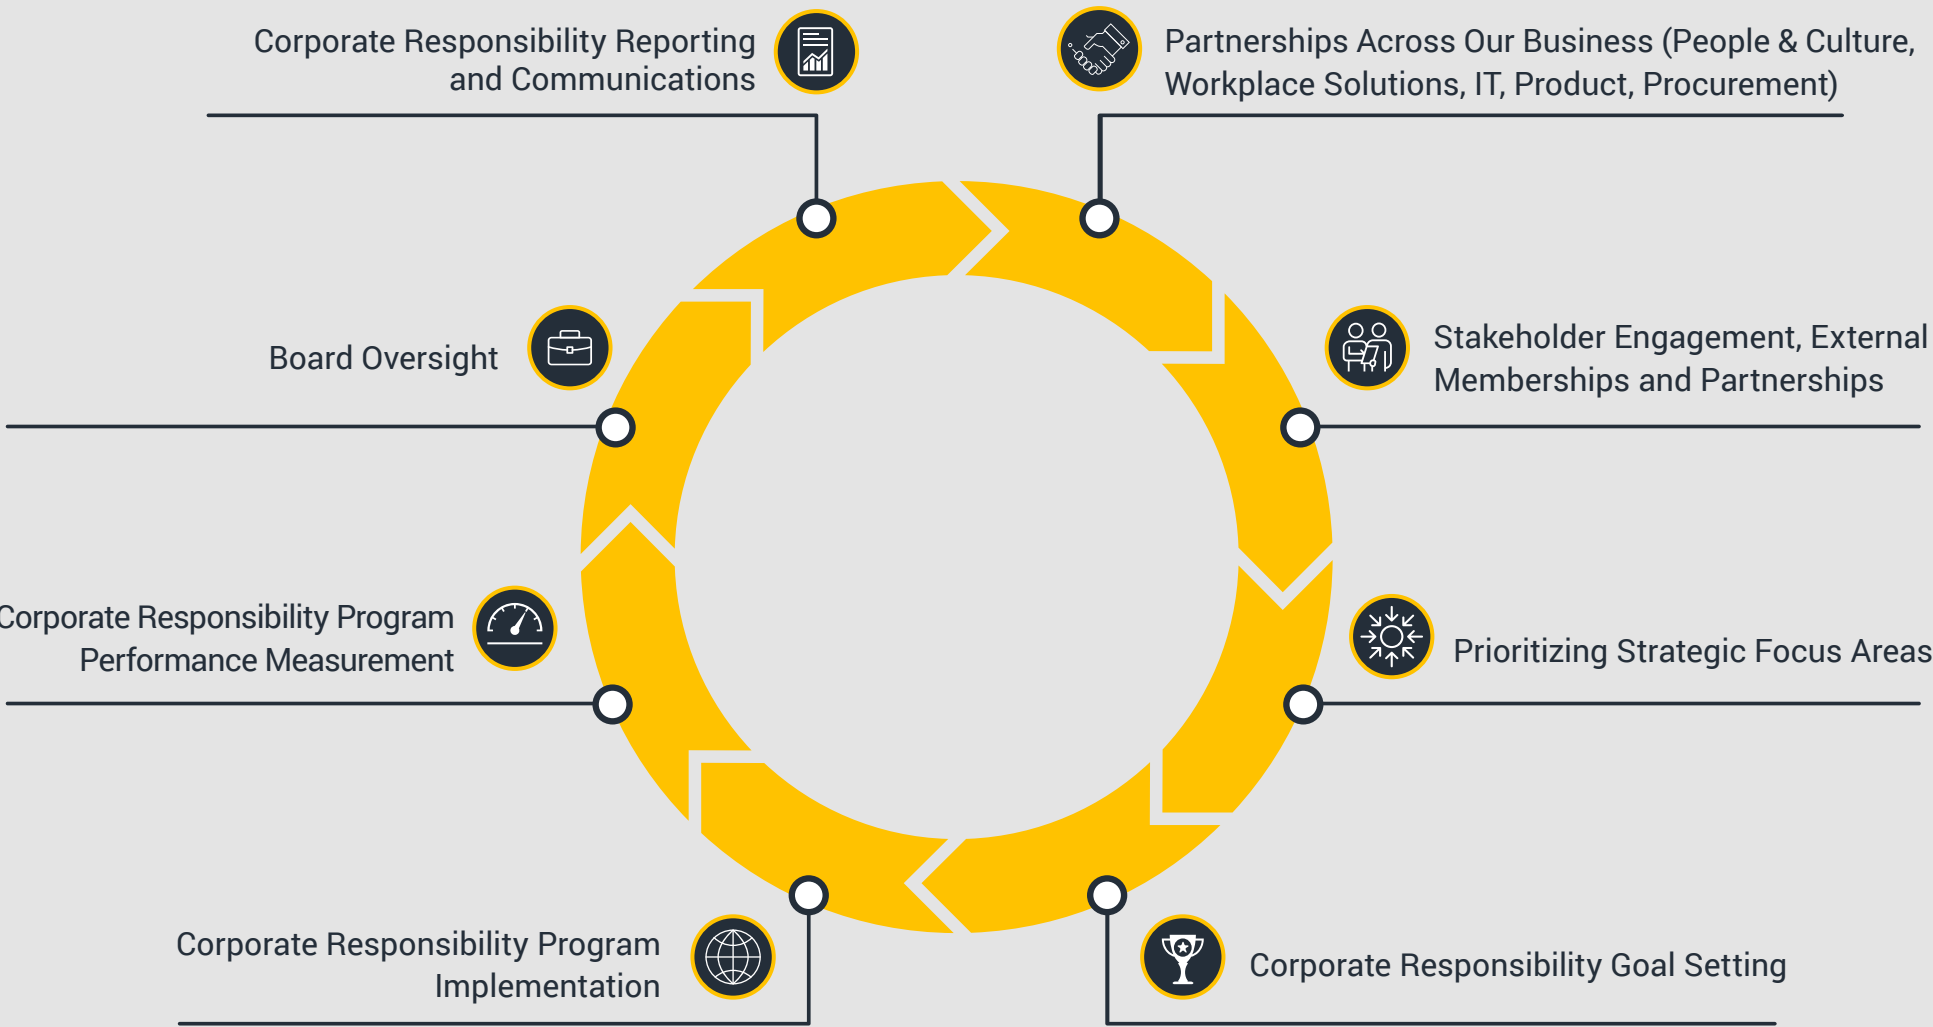 Corporate Responsibility Reporting
and Communications
Partnerships Across Our Business (People & Culture,
Workplace Solutions, IT, Product, Procurement)
Board Oversight
Stakeholder Engagement, External
Memberships and Partnerships
Corporate Responsibility Program
Performance Measurement
Prioritizing Strategic Focus Areas
Corporate Responsibility Program
Implementation
Corporate Responsibility Goal Setting